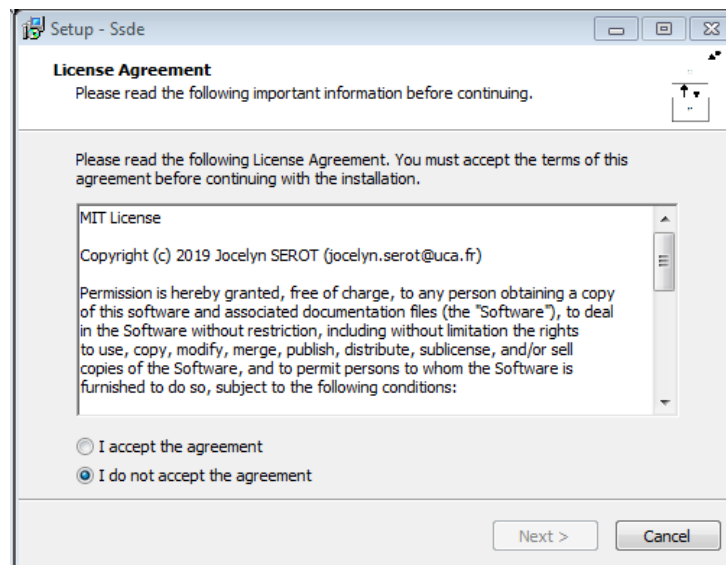 Setup - Ssde
License Agreement
Please read the following important information before continuing.
Please read the following License Agreement. You must accept the terms of this
agreement before continuing with the installation.
MIT License
Copyright (c) 2019 Jocelyn SEROT (jocelyn.serot@uca.fr)
Permission is hereby granted, free of charge, to any person obtaining a copy
of this software and associated documentation files (the "Software"), to deal
in the Software without restriction, including without limitation the rights
to use, copy, modify, merge, publish, distribute, sublicense, and/or sell
copies of the Software, and to permit persons to whom the Software is
furnished to do so, subject to the following conditions:
I accept the agreement
I do not accept the agreement
Next >
Cancel